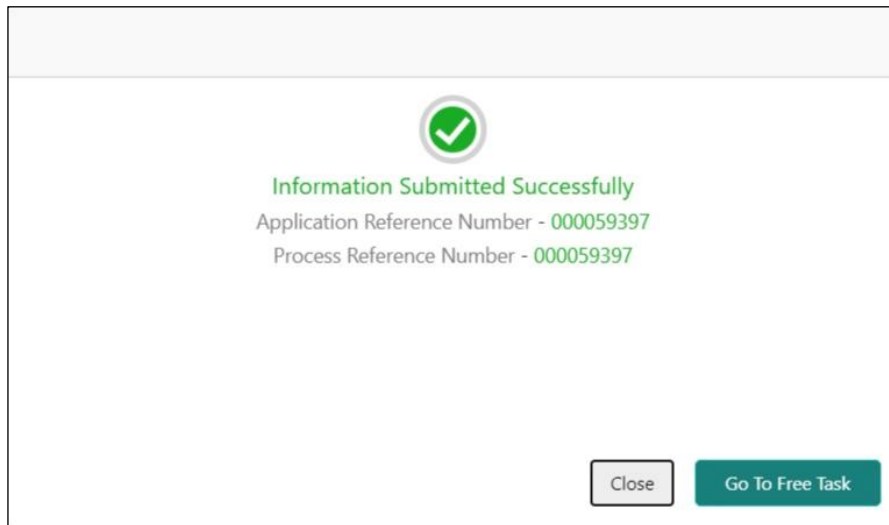 Information Submitted Successfully
Application Reference Number - 000059397
Process Reference Number - 000059397
Close
Go To Free Task